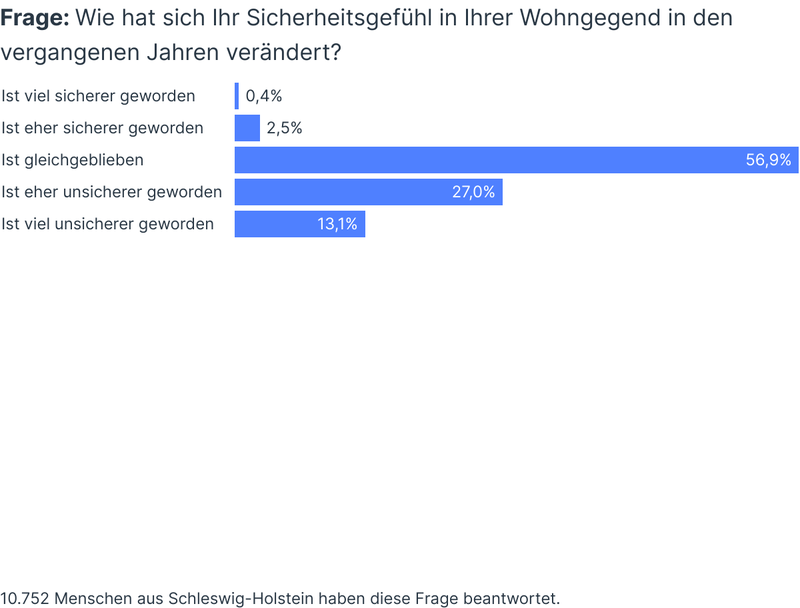 Frage: Wie hat sich Ihr Sicherheitsgefühl in Ihrer Wohngegend in den
vergangenen Jahren verändert?
Ist viel sicherer geworden 0,4%
Ist eher sicherer geworden 2,5%
Ist gleichgeblieben 56,9%
Ist eher unsicherer geworden 27,0%
Ist viel unsicherer geworden 13,1%
10.752 Menschen aus Schleswig-Holstein haben diese Frage beantwortet.